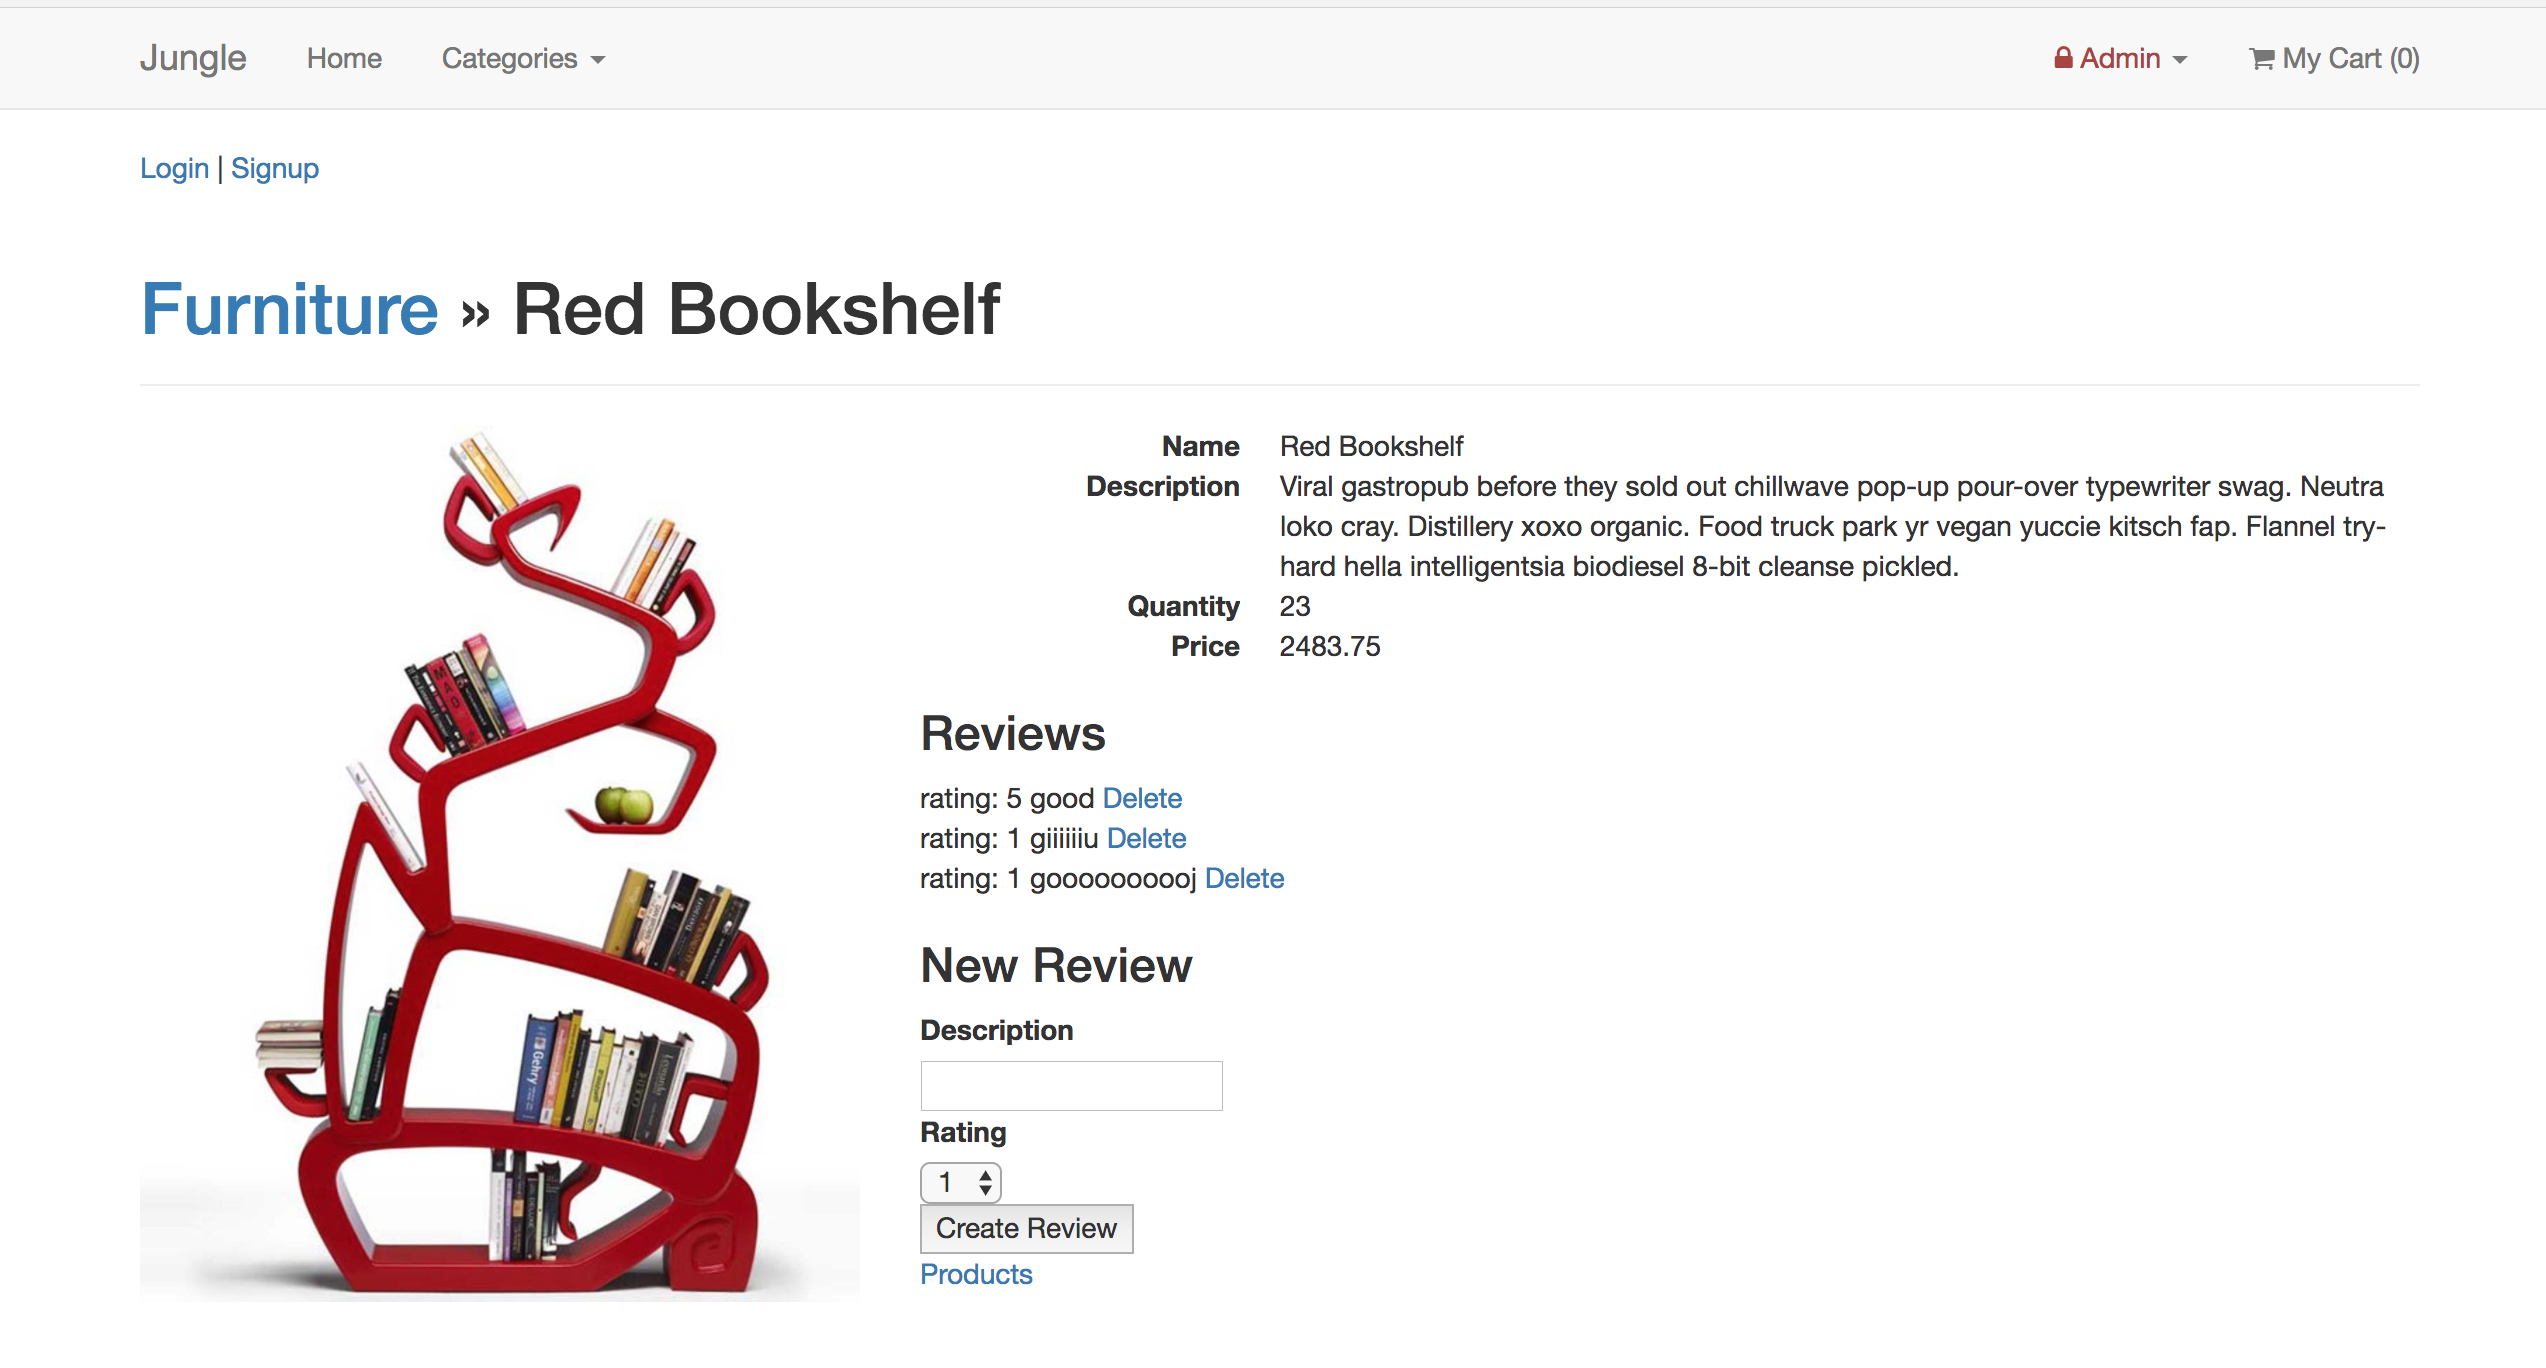 Jungle Home Categories Admin My Cart (0)
Login | Signup
Furniture » Red Bookshelf
Name Red Bookshelf
Description Viral gastropub before they sold out chillwave pop-up pour-over typewriter swag. Neutra
loko cray. Distillery xoxo organic. Food truck park yr vegan yuccie kitsch fap. Flannel try-
hard hella intelligentsia biodiesel 8-bit cleanse pickled.
Quantity 23
Price 2483.75
MAD
Gehry
Reviews
rating: 5 good Delete
rating: 1 giiiiiiu Delete
rating: 1 goooooooooj Delete
New Review
Description
Rating
1
Create Review
Products